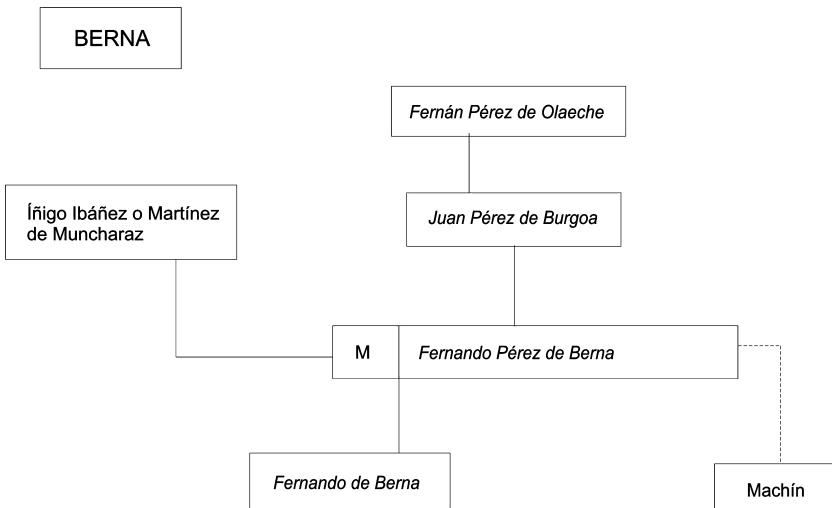 BERNA
Fernán Pérez de Olaeche
Íñigo Ibáñez o Martínez
de Muncharaz
Juan Pérez de Burgoa
M
Fernando Pérez de Berna
Fernando de Berna
Machín